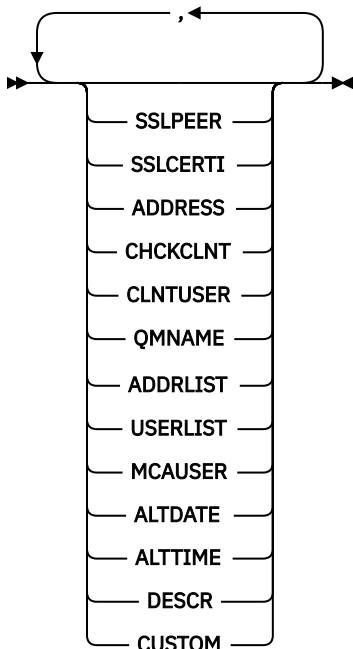 ,
SSLPEER
SSLCERTI
ADDRESS
CHCKCLNT
CLNTUSER
QMNAME
ADDRLIST
USERLIST
MCAUSER
ALTDATE
ALTTIME
DESCR
CUSTOM